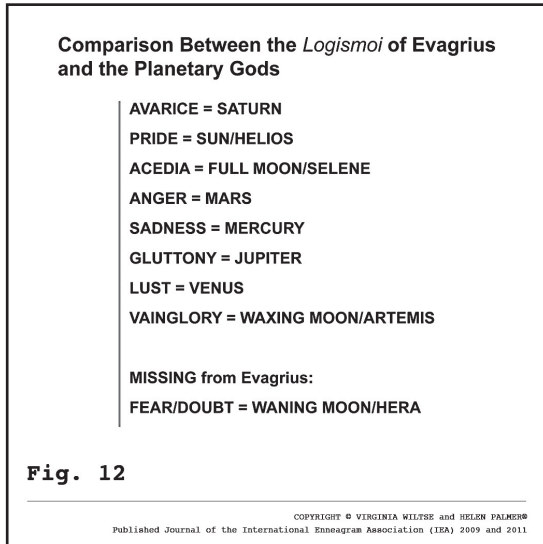 Comparison Between the Logismoi of Evagrius
and the Planetary Gods
AVARICE = SATURN
PRIDE = SUN/HELIOS
ACEDIA = FULL MOON/SELENE
ANGER = MARS
SADNESS = MERCURY
GLUTTONY = JUPITER
LUST = VENUS
VAINGLORY = WAXING MOON/ARTEMIS
MISSING from Evagrius:
FEAR/DOUBT = WANING MOON/HERA
Fig. 12
COPYRIGHT © VIRGINIA WILTSE and HELEN PALMER®
Published Journal of the International Enneagram Association (IEA) 2009 and 2011